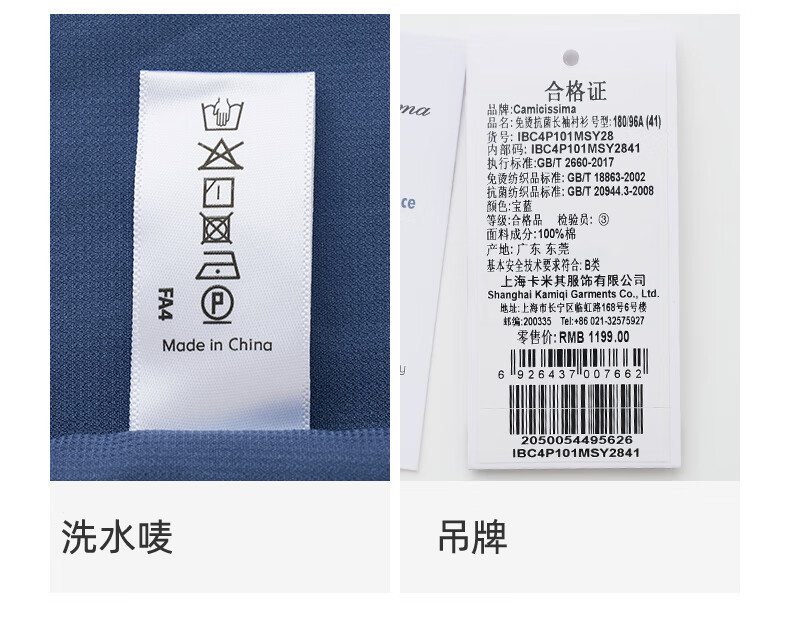 FA4
Made in China
ma
ce
y
合格证
品牌:Camicissima
品名:免烫抗菌长袖衬衫 号型:180/96A (41)
货号: IBC4P101MSY28
内部码: IBC4P101MSY2841
执行标准:GB/T 2660-2017
免烫纺织品标准: GB/T 18863-2002
抗菌纺织品标准: GB/T 20944.3-2008
颜色:宝蓝
等级:合格品 检验员: ③
面料成分:100%棉
产地: 广东 东莞
基本安全技术要求符合: B类
上海卡米其服饰有限公司
Shanghai Kamiqi Garments Co., Ltd.
地址:上海市长宁区临虹路168号6号楼
邮编:200335 Tel:+86 021-32575927
零售价:RMB 1199.00
6 926437 007662
2050054495626
IBC4P101MSY2841
洗水唛
吊牌